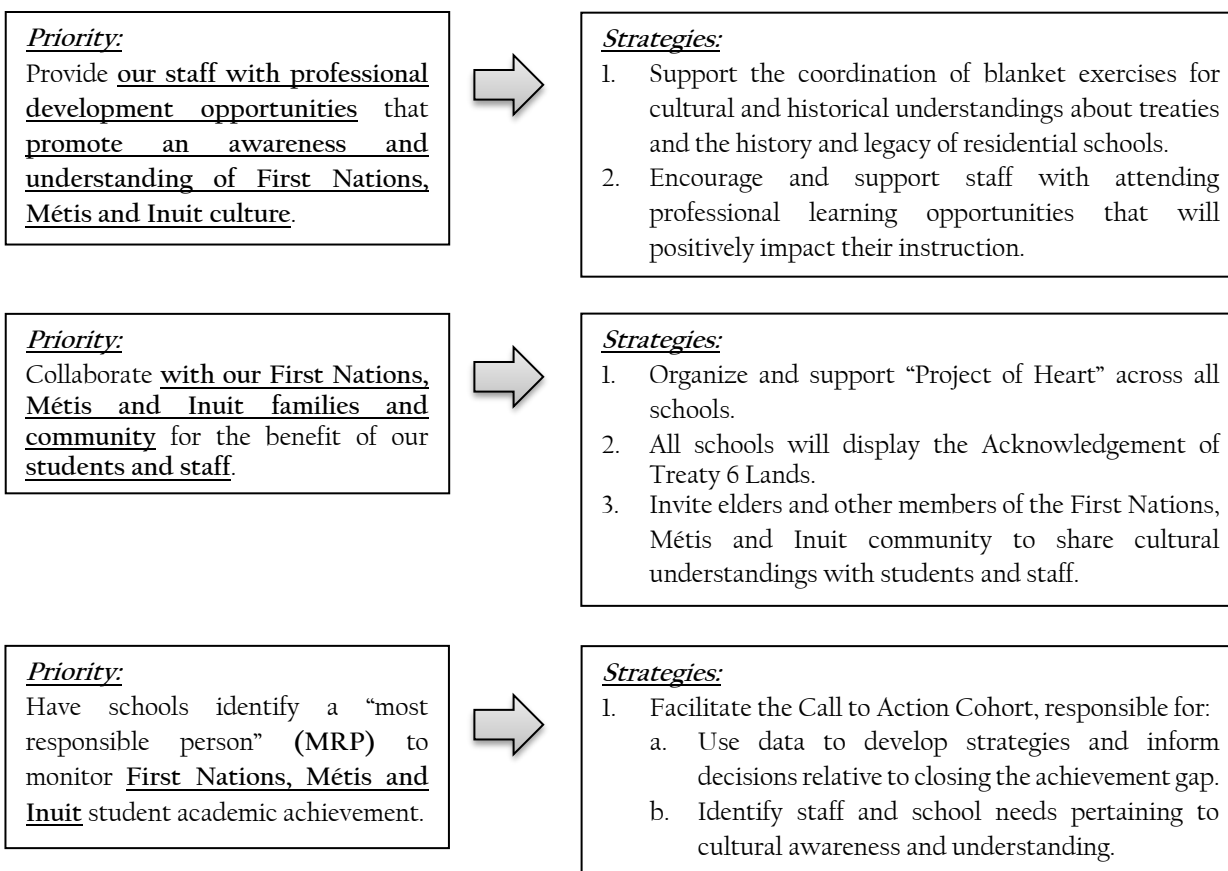 Priority:
Provide our staff with professional
development opportunities that
promote an awareness and
understanding of First Nations,
Métis and Inuit culture.
Strategies:
1. Support the coordination of blanket exercises for
cultural and historical understandings about treaties
and the history and legacy of residential schools.
2. Encourage and support staff with attending
professional learning opportunities that will
positively impact their instruction.
Priority:
Collaborate with our First Nations,
Métis and Inuit families and
community for the benefit of our
students and staff.
Strategies:
1. Organize and support “Project of Heart” across all
schools.
2. All schools will display the Acknowledgement of
Treaty 6 Lands.
3. Invite elders and other members of the First Nations,
Métis and Inuit community to share cultural
understandings with students and staff.
Priority:
Have schools identify a “most
responsible person” (MRP) to
monitor First Nations, Métis and
Inuit student academic achievement.
Strategies:
1. Facilitate the Call to Action Cohort, responsible for:
a. Use data to develop strategies and inform
decisions relative to closing the achievement gap.
b. Identify staff and school needs pertaining to
cultural awareness and understanding.